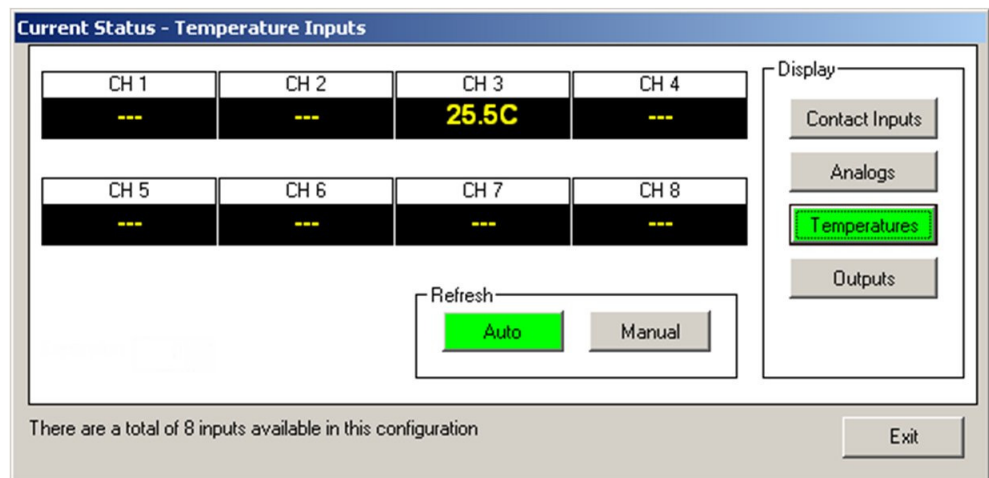 Current Status - Temperature Inputs
CH 1 CH 2 CH 3 CH 4
--- --- 25.5C ---
CH 5 CH 6 CH 7 CH 8
--- --- --- ---
Display
Contact Inputs
Analogs
Temperatures
Outputs
Refresh
Auto Manual
There are a total of 8 inputs available in this configuration
Exit